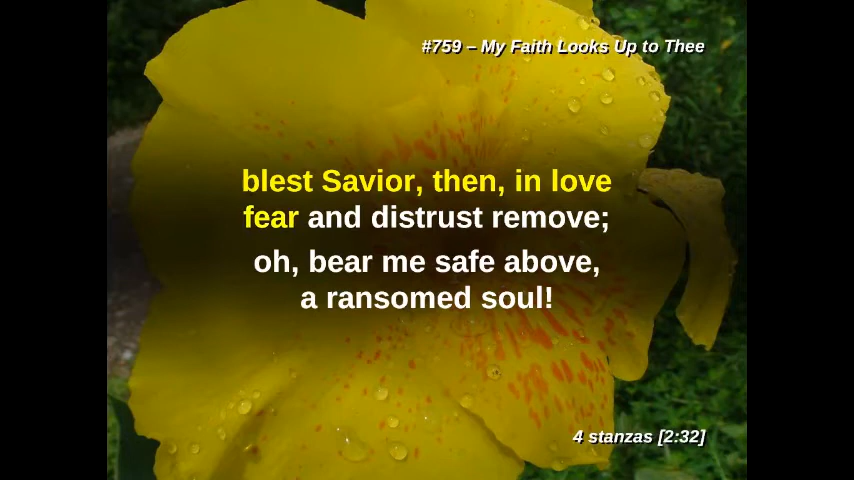 #759 – My Faith Looks Up to Thee
blest Savior, then, in love
fear and distrust remove;
oh, bear me safe above,
a ransomed soul!
4 stanzas [2:32]